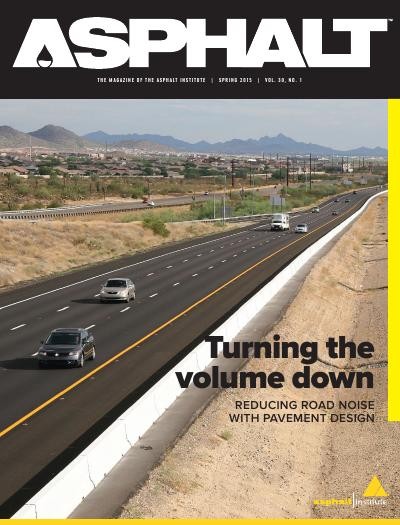 ASPHALT™
THE MAGAZINE OF THE ASPHALT INSTITUTE | SPRING 2015 | VOL. 30, NO. 1
Turning the
volume down
REDUCING ROAD NOISE
WITH PAVEMENT DESIGN
asphalt institute